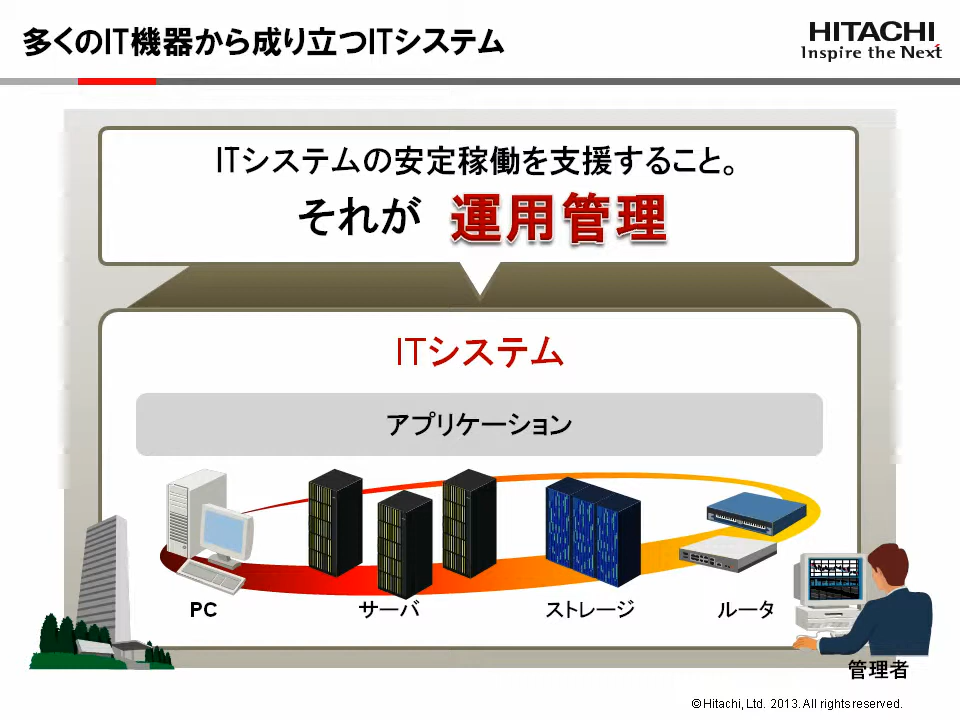 多くのIT機器から成り立つITシステム
HITACHI
Inspire the Next
ITシステムの安定稼働を支援すること。
それが 運用管理
ITシステム
アプリケーション
PC サーバ ストレージ ルータ
管理者
© Hitachi, Ltd. 2013. All rights reserved.